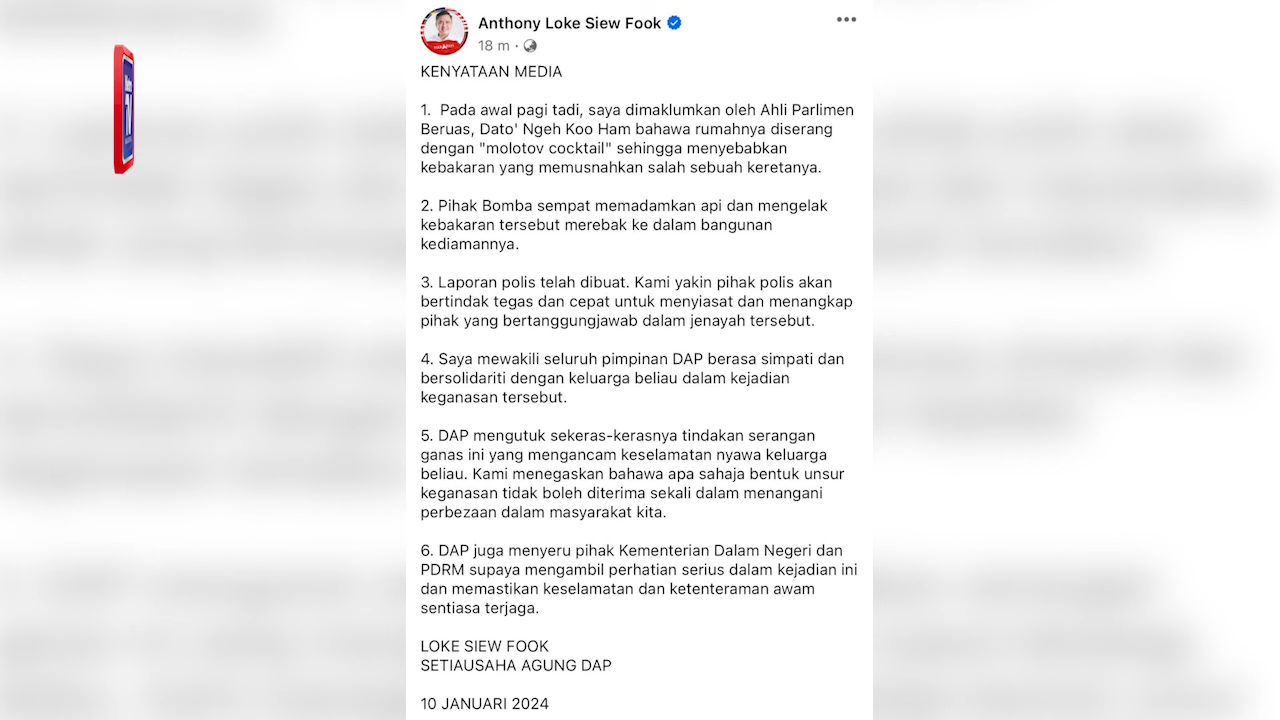 Anthony Loke Siew Fook
18 m ·
KENYATAAN MEDIA
1. Pada awal pagi tadi, saya dimaklumkan oleh Ahli Parlimen
Beruas, Dato' Ngeh Koo Ham bahawa rumahnya diserang
dengan "molotov cocktail" sehingga menyebabkan
kebakaran yang memusnahkan salah sebuah keretanya.
2. Pihak Bomba sempat memadamkan api dan mengelak
kebakaran tersebut merebak ke dalam bangunan
kediamannya.
3. Laporan polis telah dibuat. Kami yakin pihak polis akan
bertindak tegas dan cepat untuk menyiasat dan menangkap
pihak yang bertanggungjawab dalam jenayah tersebut.
4. Saya mewakili seluruh pimpinan DAP berasa simpati dan
bersolidariti dengan keluarga beliau dalam kejadian
keganasan tersebut.
5. DAP mengutuk sekeras-kerasnya tindakan serangan
ganas ini yang mengancam keselamatan nyawa keluarga
beliau. Kami menegaskan bahawa apa sahaja bentuk unsur
keganasan tidak boleh diterima sekali dalam menangani
perbezaan dalam masyarakat kita.
6. DAP juga menyeru pihak Kementerian Dalam Negeri dan
PDRM supaya mengambil perhatian serius dalam kejadian ini
dan memastikan keselamatan dan ketenteraman awam
sentiasa terjaga.
LOKE SIEW FOOK
SETIAUSAHA AGUNG DAP
10 JANUARI 2024